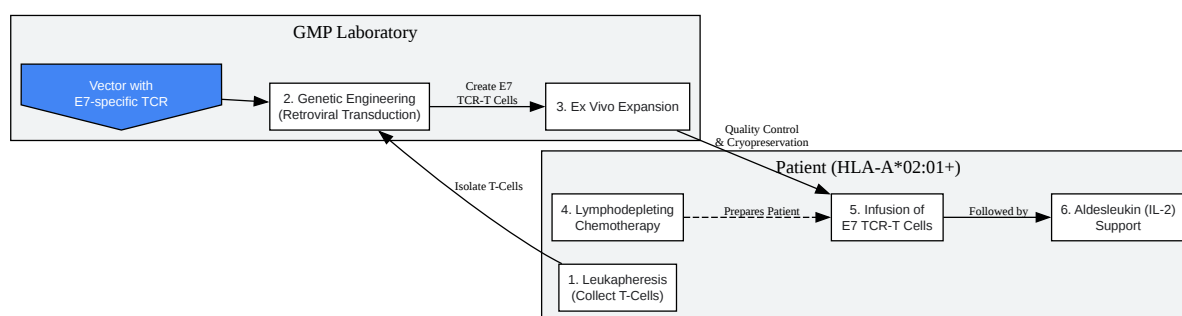 GMP Laboratory
Vector with
E7-specific TCR
2. Genetic Engineering
(Retroviral Transduction)
Create E7
TCR-T Cells
3. Ex Vivo Expansion
Quality Control
& Cryopreservation
Isolate T-Cells
Patient (HLA-A*02:01+)
4. Lymphodepleting
Chemotherapy
Prepares Patient
5. Infusion of
E7 TCR-T Cells
Followed by
6. Aldesleukin (IL-2)
Support
1. Leukapheresis
(Collect T-Cells)